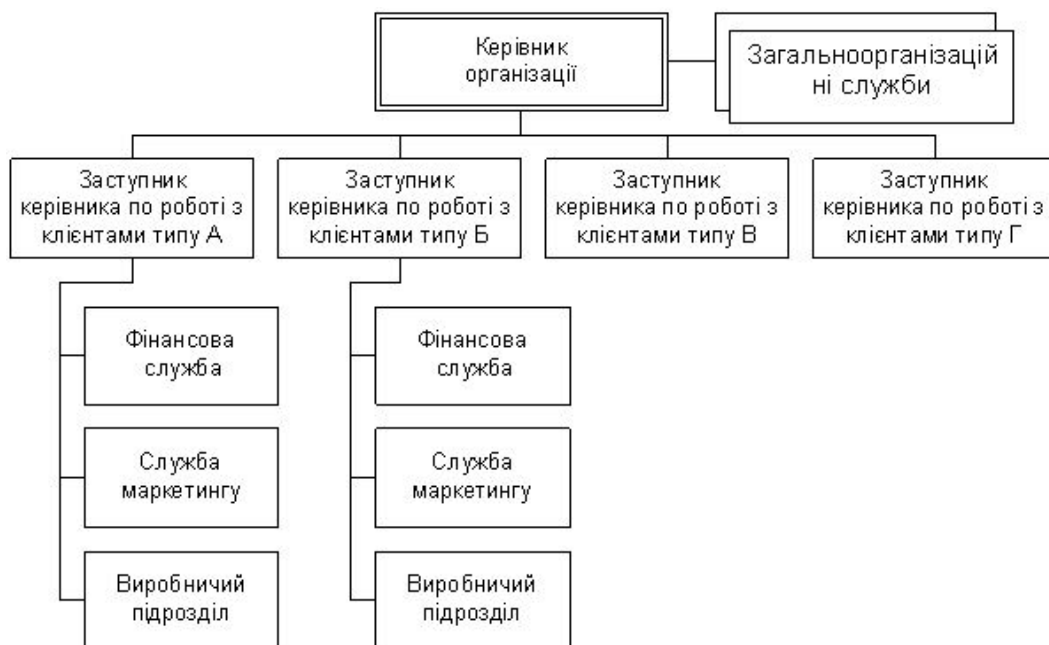 Керівник
організації
Загальноорганізацій
ні служби
Заступник
керівника по роботі з
клієнтами типу А
Заступник
керівника по роботі з
клієнтами типу Б
Заступник
керівника по роботі з
клієнтами типу В
Заступник
керівника по роботі з
клієнтами типу Г
Фінансова
служба
Служба
маркетингу
Виробничий
підрозділ
Фінансова
служба
Служба
маркетингу
Виробничий
підрозділ